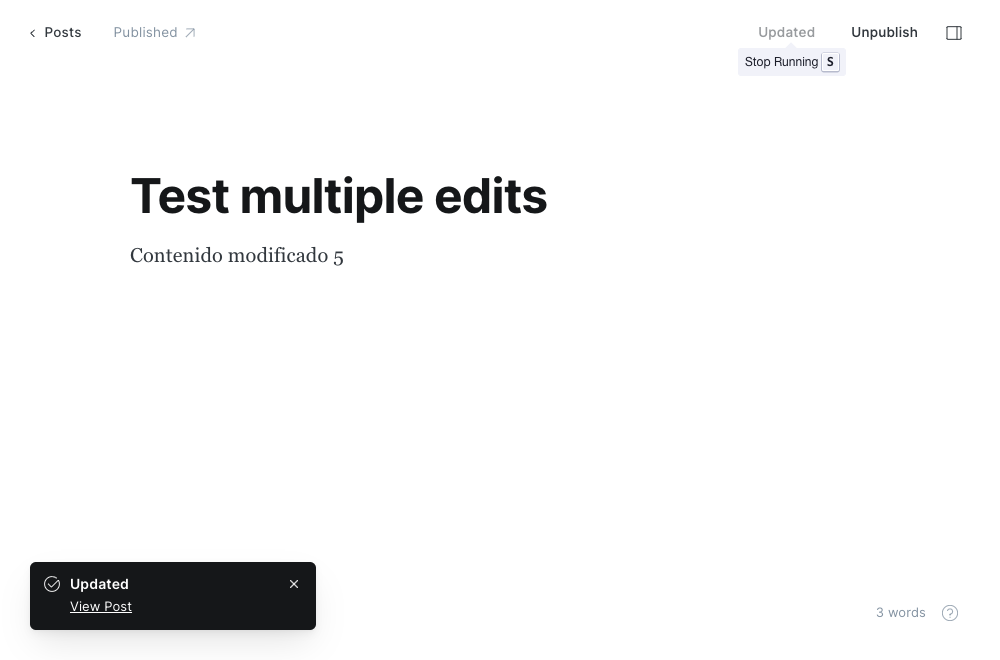 Posts
Published
Updated
Unpublish
Stop Running S
Test multiple edits
Contenido modificado 5
Updated
View Post
3 words